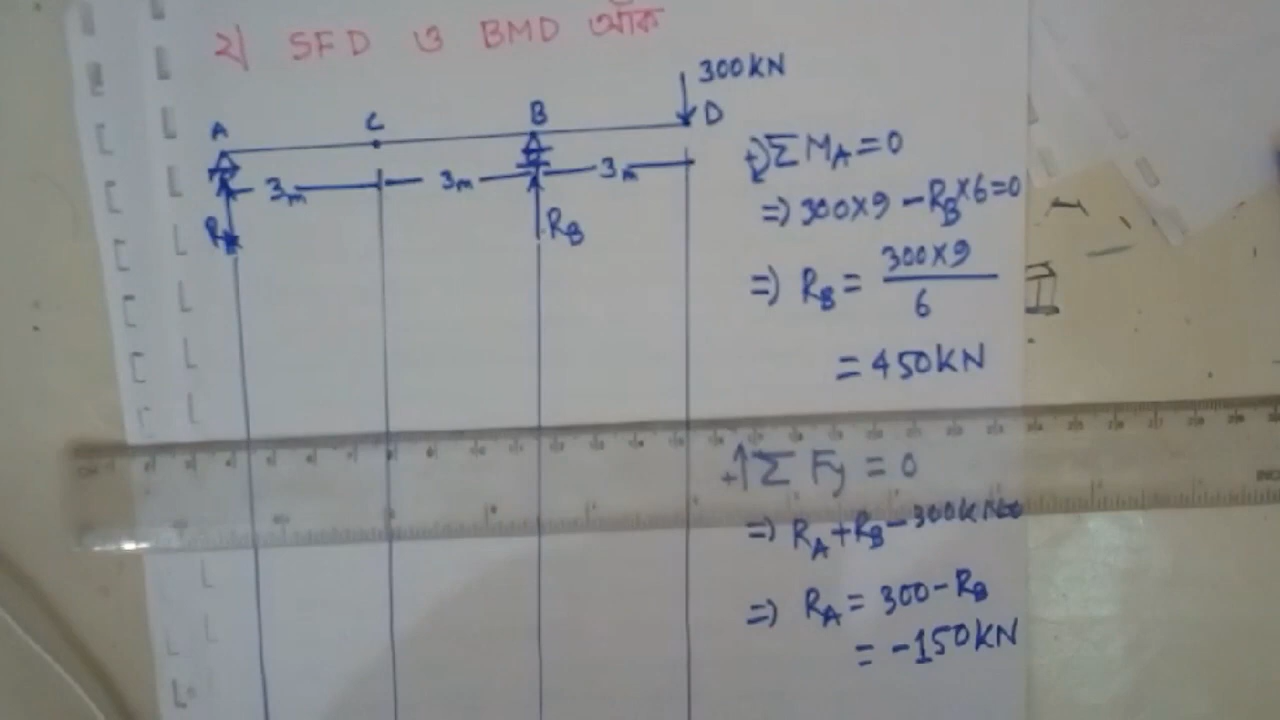 ২| SFD ও BMD আঁক
300KN
A
C
B
D
3m
3m
3m
RB
+ΣMA=0
=> 300×9 -RB×6=0
=> RB = 300×9
6
= 450KN
+↑ΣFy = 0
=> RA+RB-300KN=0
=> RA = 300-RB
= -150KN